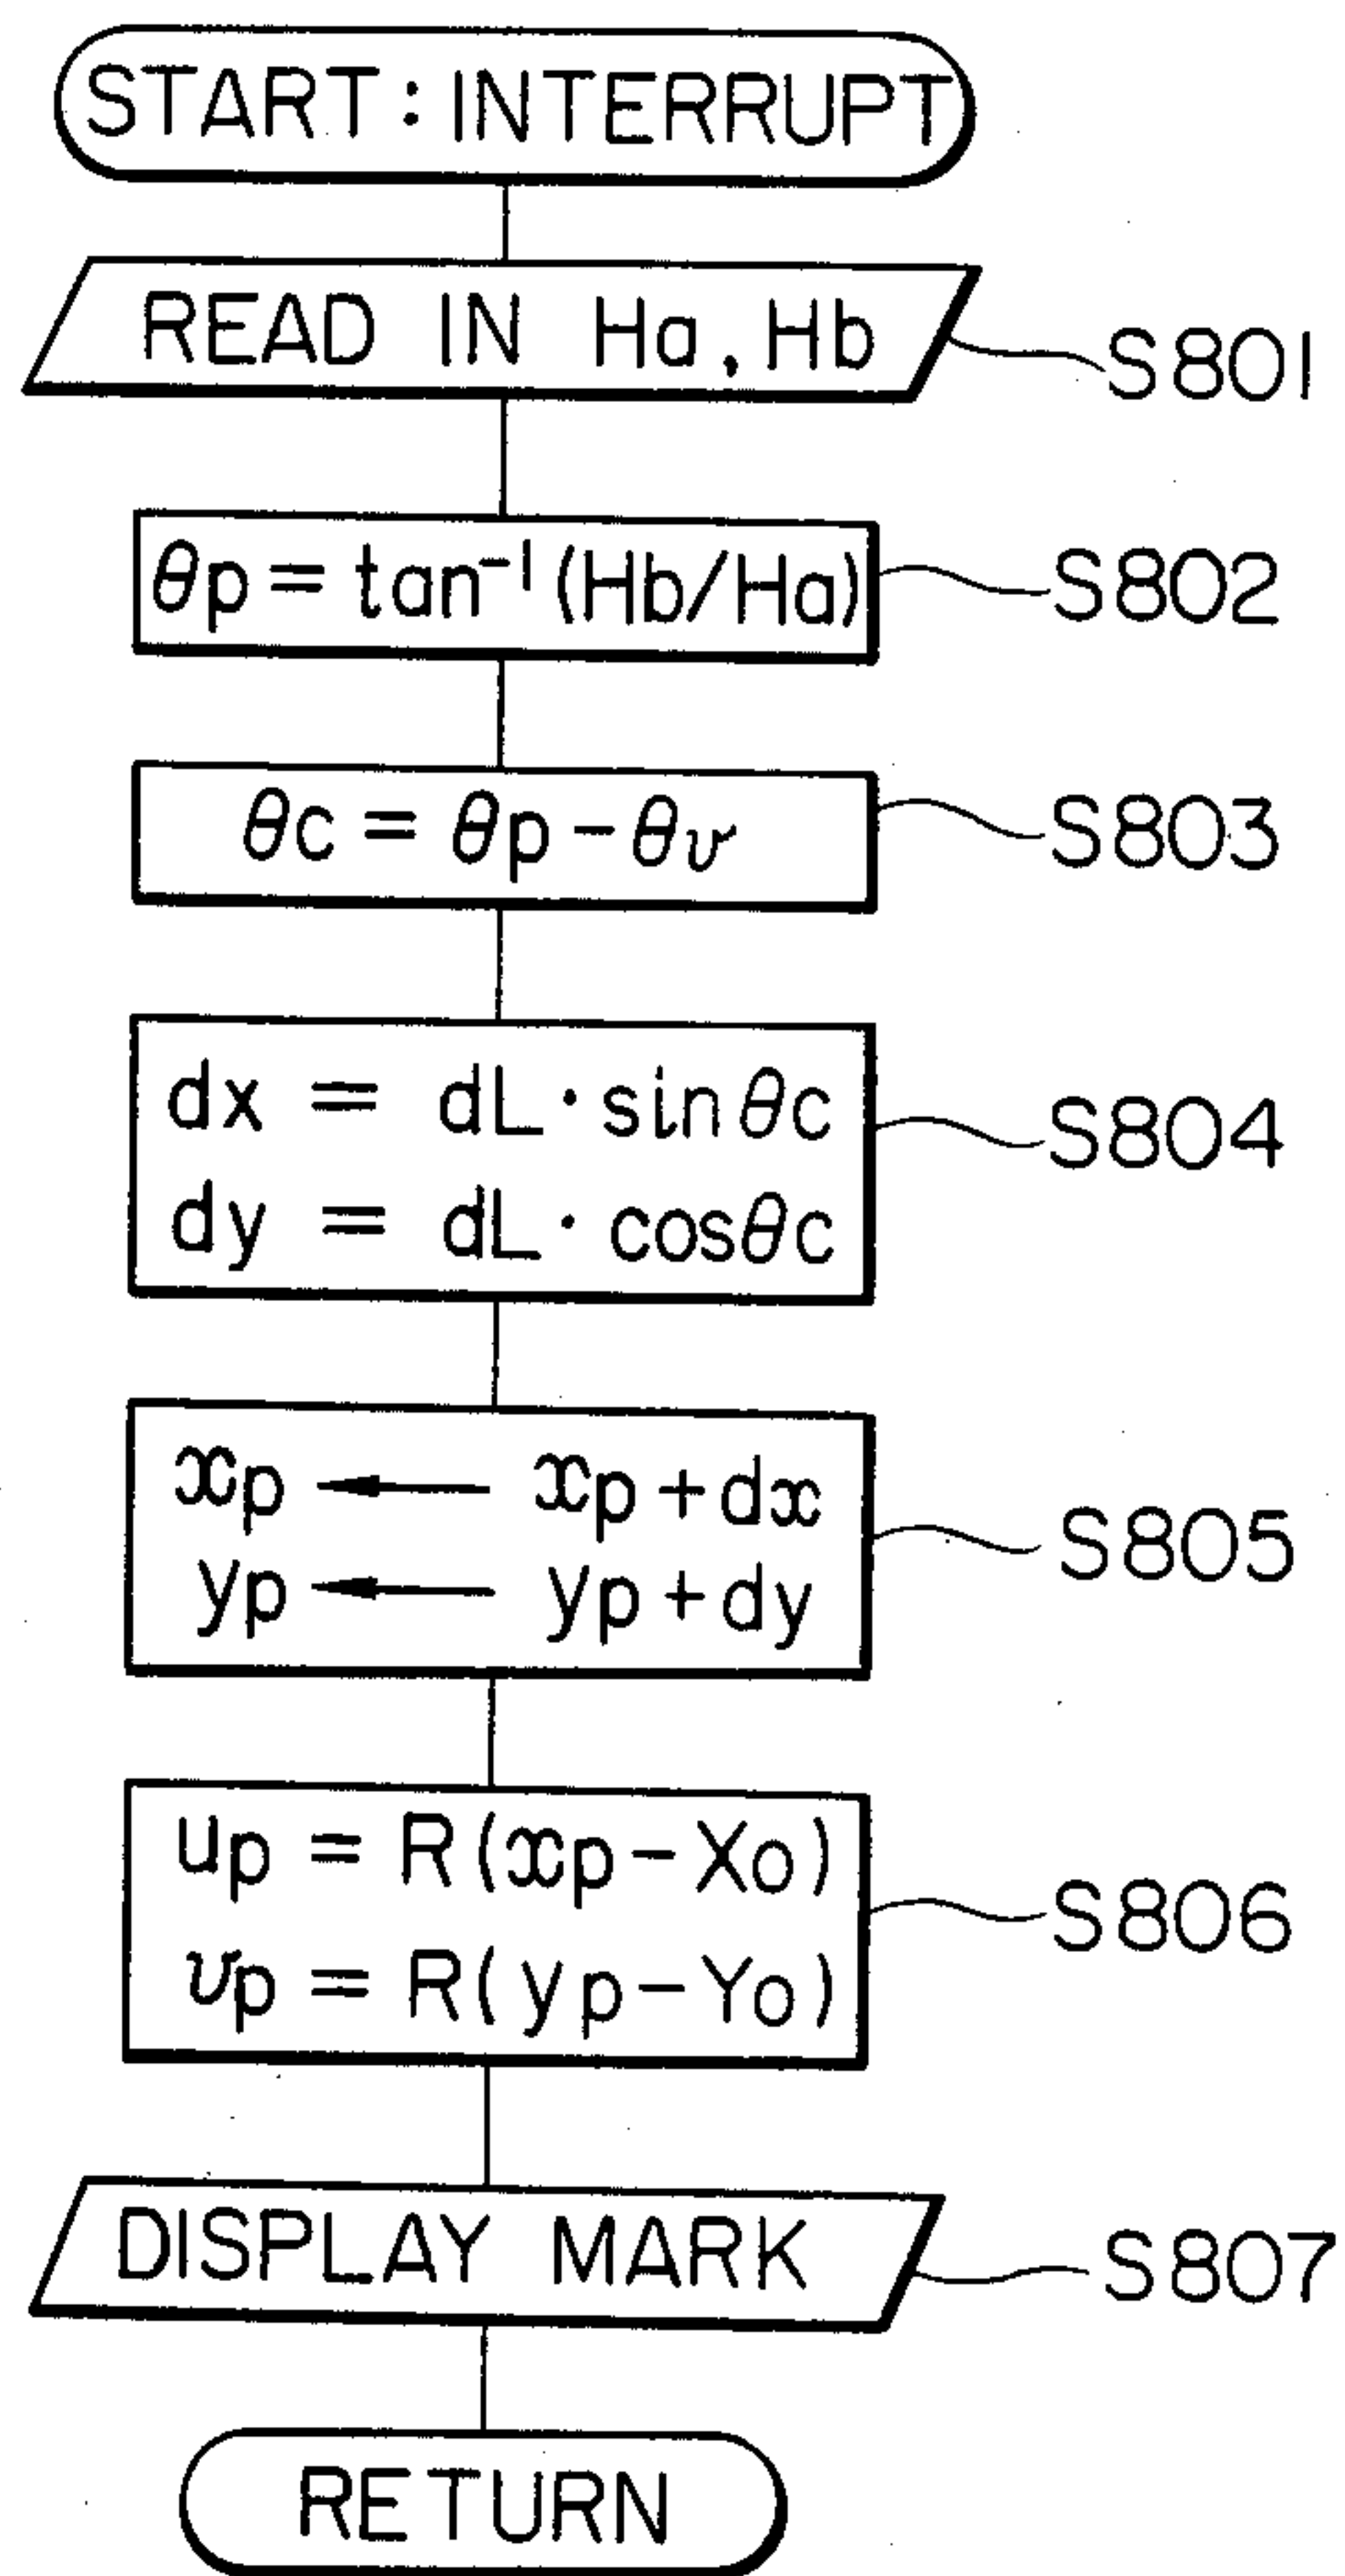 START: INTERRUPT
READ IN Ha, Hb
S801
θp = tan⁻¹(Hb/Ha)
S802
θc = θp - θv
S803
dx = dL · sin θc
dy = dL · cosθc
S804
xp ← xp + dx
yp ← yp + dy
S805
up = R(xp - Xo)
vp = R(yp - Yo)
S806
DISPLAY MARK
S807
RETURN